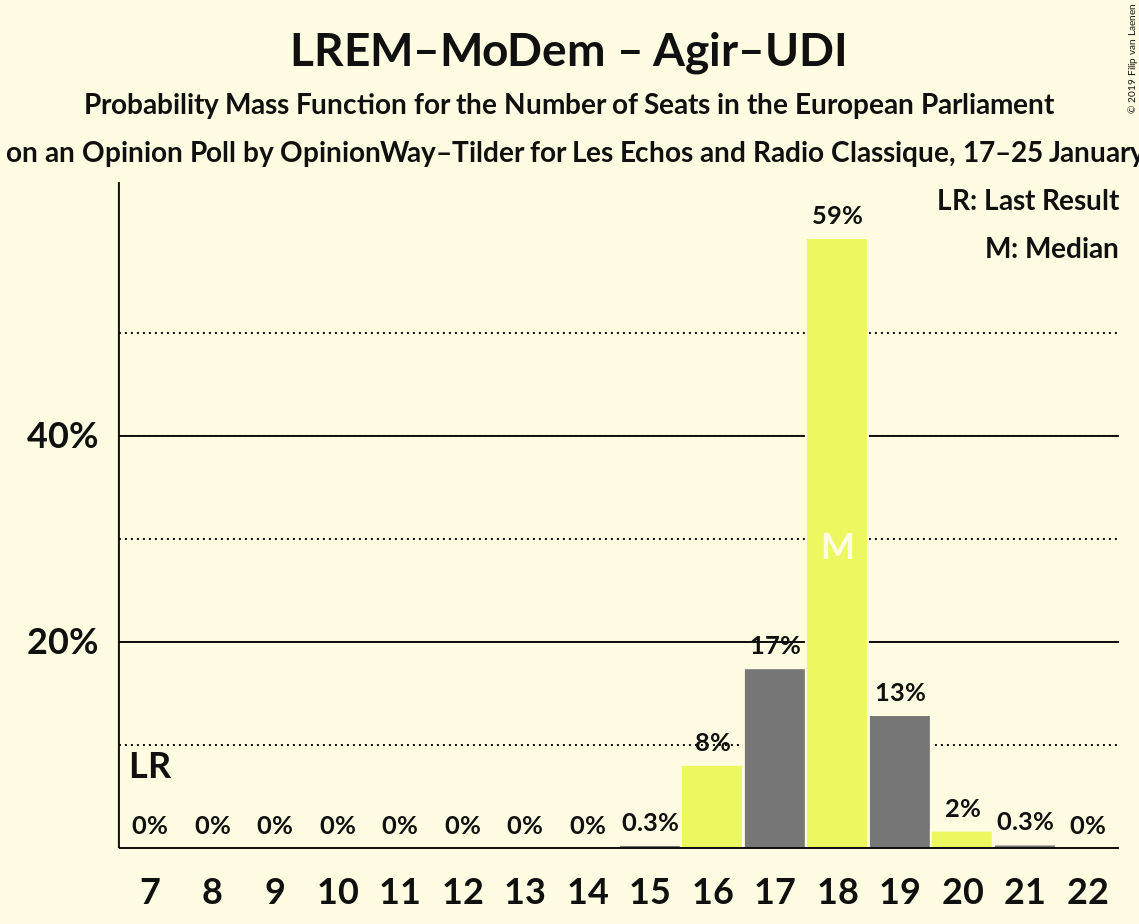 LREM–MoDem – Agir–UDI
Probability Mass Function for the Number of Seats in the European Parliament
on an Opinion Poll by OpinionWay–Tilder for Les Echos and Radio Classique, 17–25 January
© 2019 Filip van Laenen
LR: Last Result
M: Median
59%
40%
M
20%
17%
13%
8%
LR
0% 0% 0% 0% 0% 0% 0% 0% 0.3% 2% 0.3% 0%
7 8 9 10 11 12 13 14 15 16 17 18 19 20 21 22